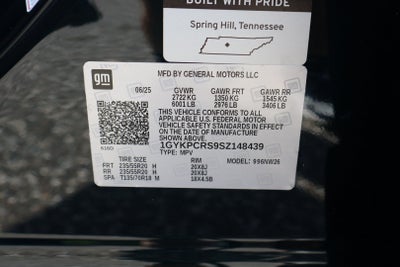 BUILT WITH PRIDE
Spring Hill, Tennessee
gm
MFD BY GENERAL MOTORS LLC
06/25 GVWR GAWR FRT GAWR RR
2722 KG 1350 KG 1545 KG
6001 LB 2976 LB 3406 LB
THIS VEHICLE CONFORMS TO ALL
APPLICABLE U.S. FEDERAL MOTOR
VEHICLE SAFETY STANDARDS IN EFFECT
ON THE DATE OF MANUFACTURE
SHOWN ABOVE.
1GYKPCRS9SZ148439
TYPE: MPV
TIRE SIZE RIM MODEL: 996NW26
FRT 235/55R20 H 20X8J
RR 235/55R20 H 20X8J
SPA T135/70R18 M 18X4.5B